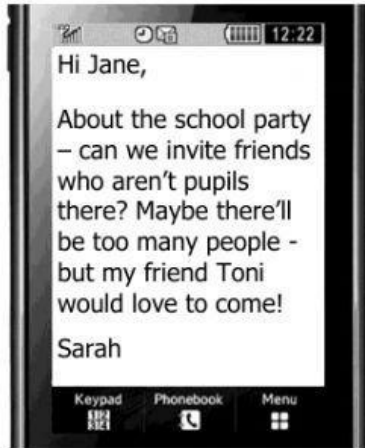 12:22
Hi Jane,
About the school party
– can we invite friends
who aren't pupils
there? Maybe there'll
be too many people -
but my friend Toni
would love to come!
Sarah
Keypad Phonebook Menu